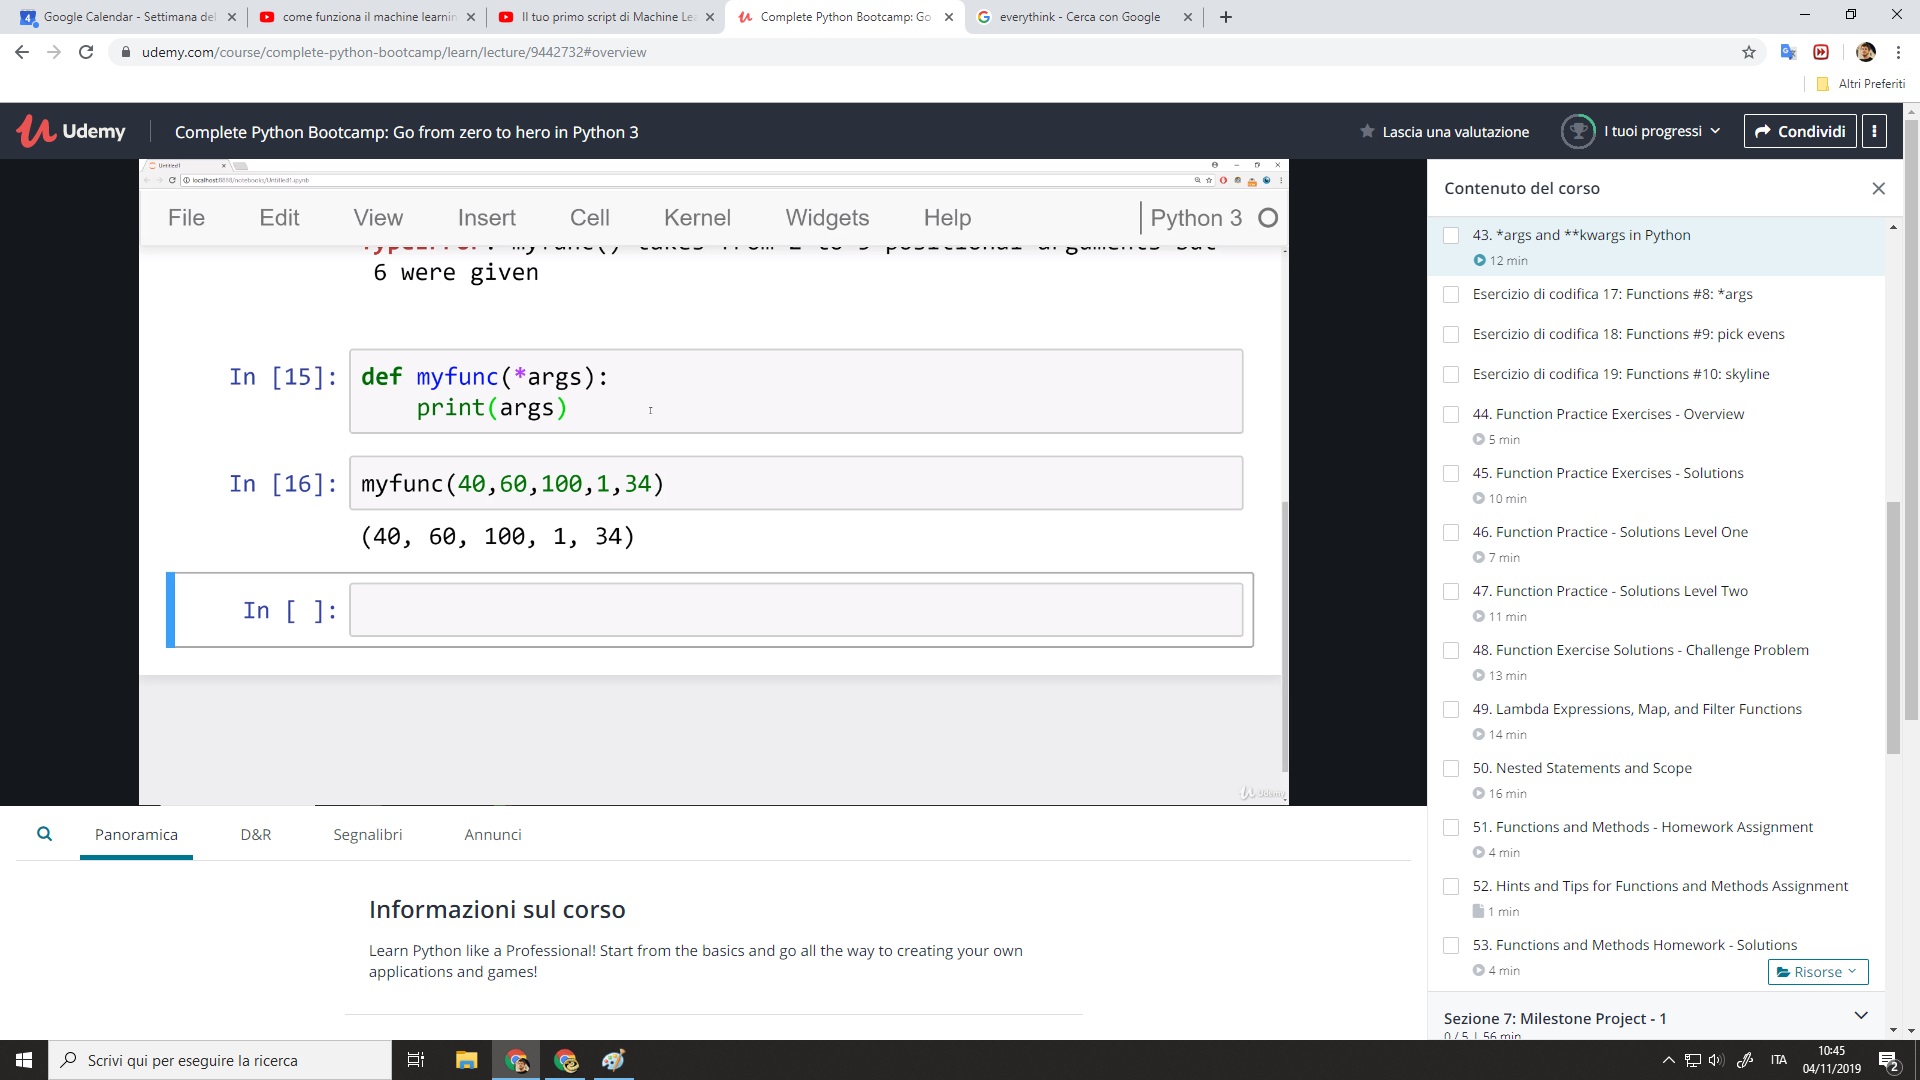 Google Calendar - Settimana del
come funziona il machine learnin
Il tuo primo script di Machine Le
Complete Python Bootcamp: Go
everythink - Cerca con Google
udemy.com/course/complete-python-bootcamp/learn/lecture/9442732#overview
Altri Preferiti
Udemy
Complete Python Bootcamp: Go from zero to hero in Python 3
Lascia una valutazione
I tuoi progressi
Condividi
Untitled1
localhost:8888/notebooks/Untitled1.ipynb
File Edit View Insert Cell Kernel Widgets Help
Python 3
TypeError: myfunc() takes from 2 to 5 positional arguments but
6 were given
In [15]: def myfunc(*args):
print(args)
In [16]: myfunc(40,60,100,1,34)
(40, 60, 100, 1, 34)
In [ ]:
Udemy
Contenuto del corso
43. *args and **kwargs in Python
12 min
Esercizio di codifica 17: Functions #8: *args
Esercizio di codifica 18: Functions #9: pick evens
Esercizio di codifica 19: Functions #10: skyline
44. Function Practice Exercises - Overview
5 min
45. Function Practice Exercises - Solutions
10 min
46. Function Practice - Solutions Level One
7 min
47. Function Practice - Solutions Level Two
11 min
48. Function Exercise Solutions - Challenge Problem
13 min
49. Lambda Expressions, Map, and Filter Functions
14 min
50. Nested Statements and Scope
16 min
51. Functions and Methods - Homework Assignment
4 min
52. Hints and Tips for Functions and Methods Assignment
1 min
53. Functions and Methods Homework - Solutions
4 min
Risorse
Sezione 7: Milestone Project - 1
0 / 5 | 56 min
Panoramica
D&R
Segnalibri
Annunci
Informazioni sul corso
Learn Python like a Professional! Start from the basics and go all the way to creating your own
applications and games!
Scrivi qui per eseguire la ricerca
ITA
10:45
04/11/2019
2